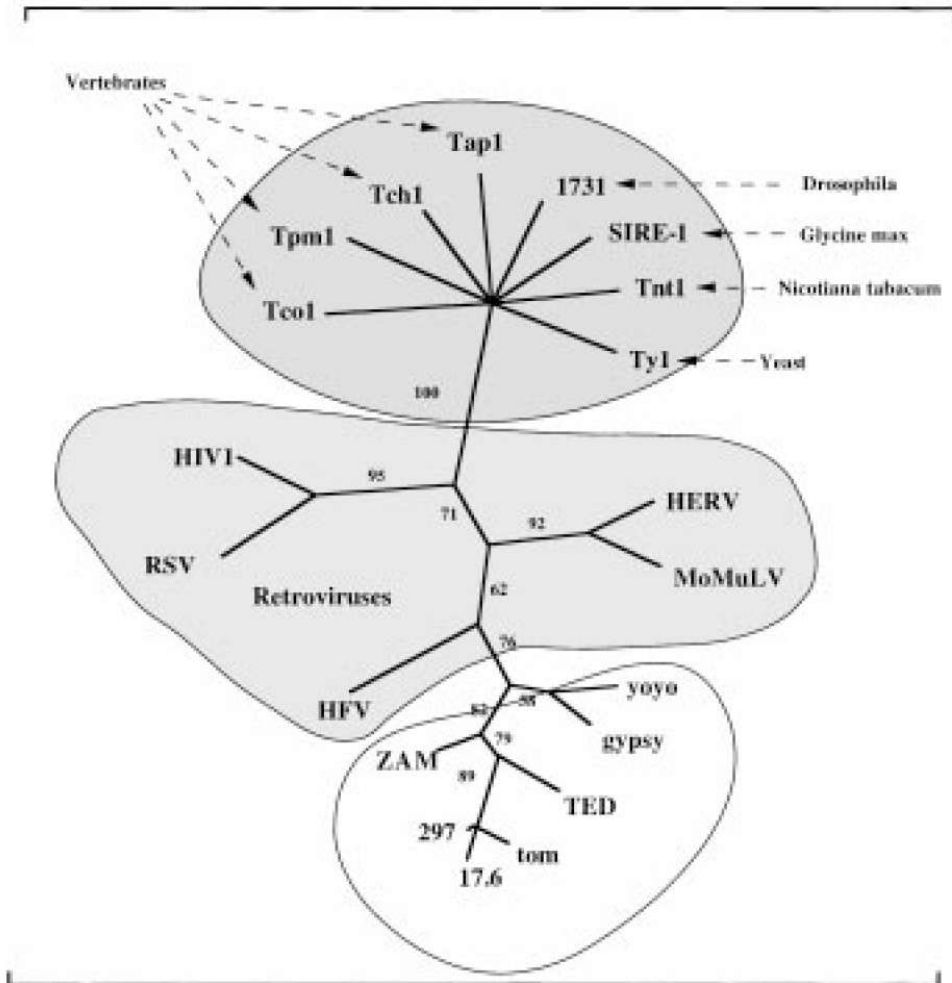 Vertebrates
Tap1
Tch1
1731
Drosophila
Tpm1
SIRE-1
Glycine max
Tco1
Tnt1
Nicotiana tabacum
Ty1
Yeast
100
HIV1
95
HERV
71
92
RSV
MoMuLV
Retroviruses
62
76
HFV
yoyo
58
82
gypsy
ZAM
79
89
TED
297
tom
17.6